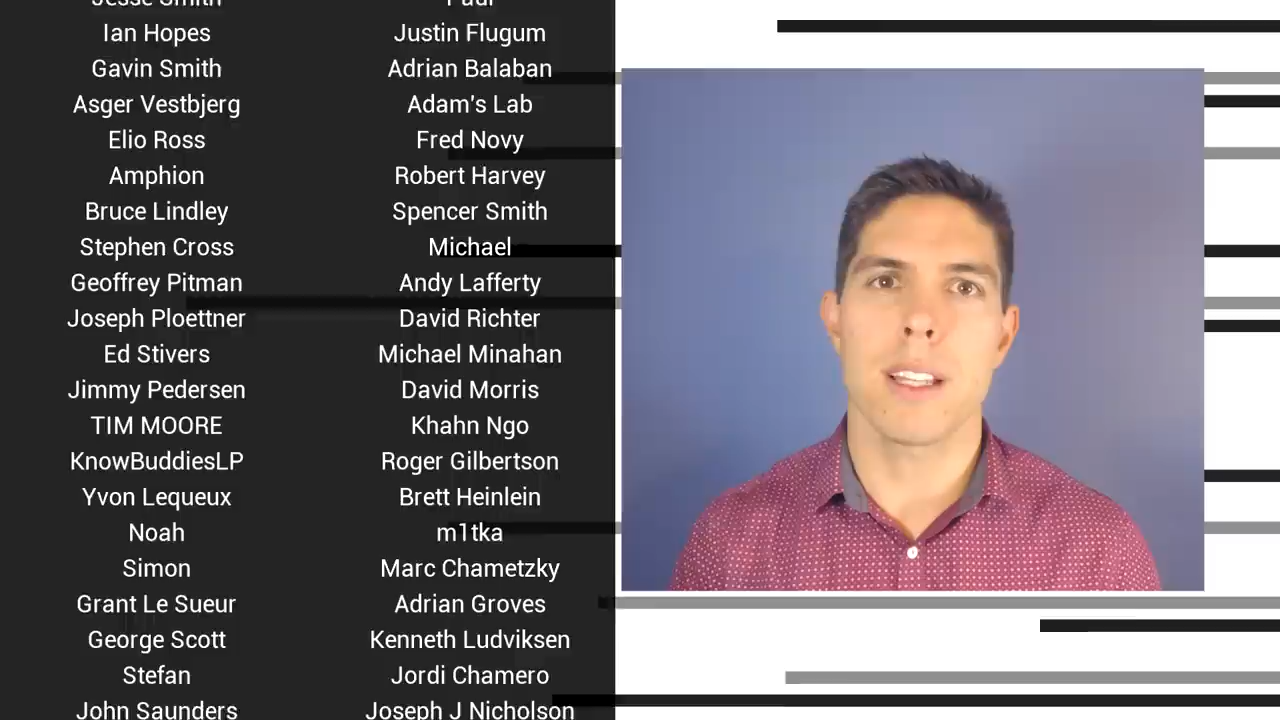 Jesse Smith
Paul
Ian Hopes
Justin Flugum
Gavin Smith
Adrian Balaban
Asger Vestbjerg
Adam's Lab
Elio Ross
Fred Novy
Amphion
Robert Harvey
Bruce Lindley
Spencer Smith
Stephen Cross
Michael
Geoffrey Pitman
Andy Lafferty
Joseph Ploettner
David Richter
Ed Stivers
Michael Minahan
Jimmy Pedersen
David Morris
TIM MOORE
Khahn Ngo
KnowBuddiesLP
Roger Gilbertson
Yvon Lequeux
Brett Heinlein
Noah
m1tka
Simon
Marc Chametzky
Grant Le Sueur
Adrian Groves
George Scott
Kenneth Ludviksen
Stefan
Jordi Chamero
John Saunders
Joseph J Nicholson